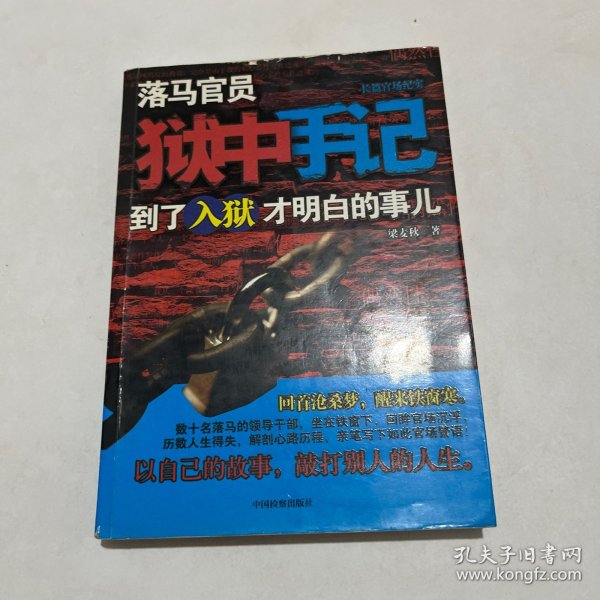 落马官员
长篇官场纪实
狱中手记
到了入狱才明白的事儿
梁麦秋 著
回首沧桑梦，醒来铁窗寒。
数十名落马的领导干部，坐在铁窗下，回眸官场沉浮，
历数人生得失，解剖心路历程，亲笔写下如此官场警语！
以自己的故事，敲打别人的人生。
中国检察出版社
孔夫子旧书网
www.kongfz.com